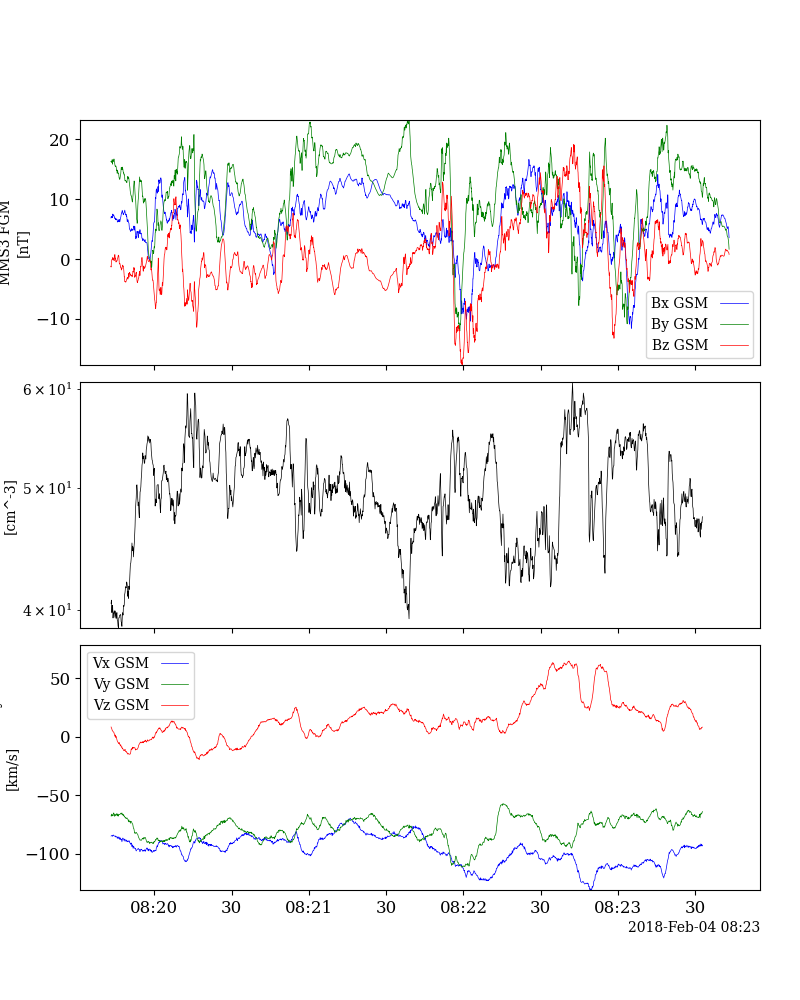 20
10
0
−10
MMS3 FGM
[nT]
Bx GSM
By GSM
Bz GSM
6 × 10¹
5 × 10¹
4 × 10¹
[cm^-3]
50
0
−50
−100
[km/s]
Vx GSM
Vy GSM
Vz GSM
08:20 30 08:21 30 08:22 30 08:23 30
2018-Feb-04 08:23